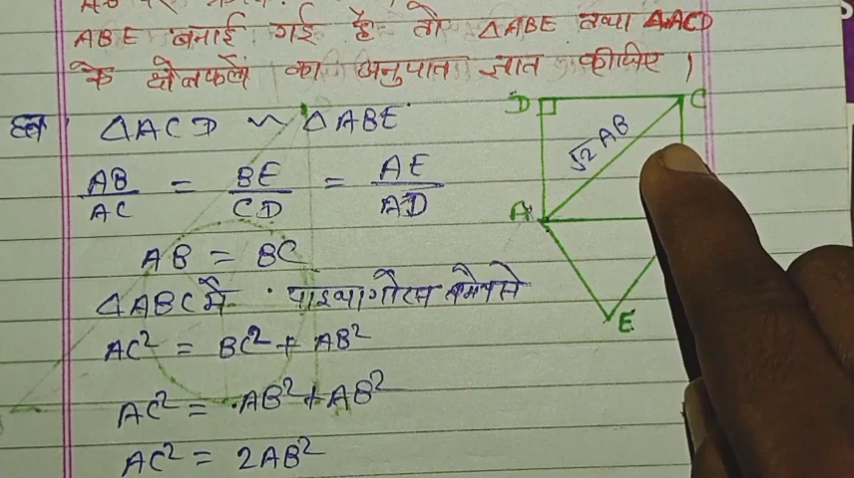 ABE बनाई गई है तो △ABE तथा △ACD
के क्षेत्रफलों का अनुपात ज्ञात कीजिए।
हल △ACD ~ △ABE
AB/AC = BE/CD = AE/AD
AB = BC
△ABC में पाइथागोरस प्रमेय से
AC² = BC² + AB²
AC² = AB² + AB²
AC² = 2AB²
D C
√2 AB
A
E